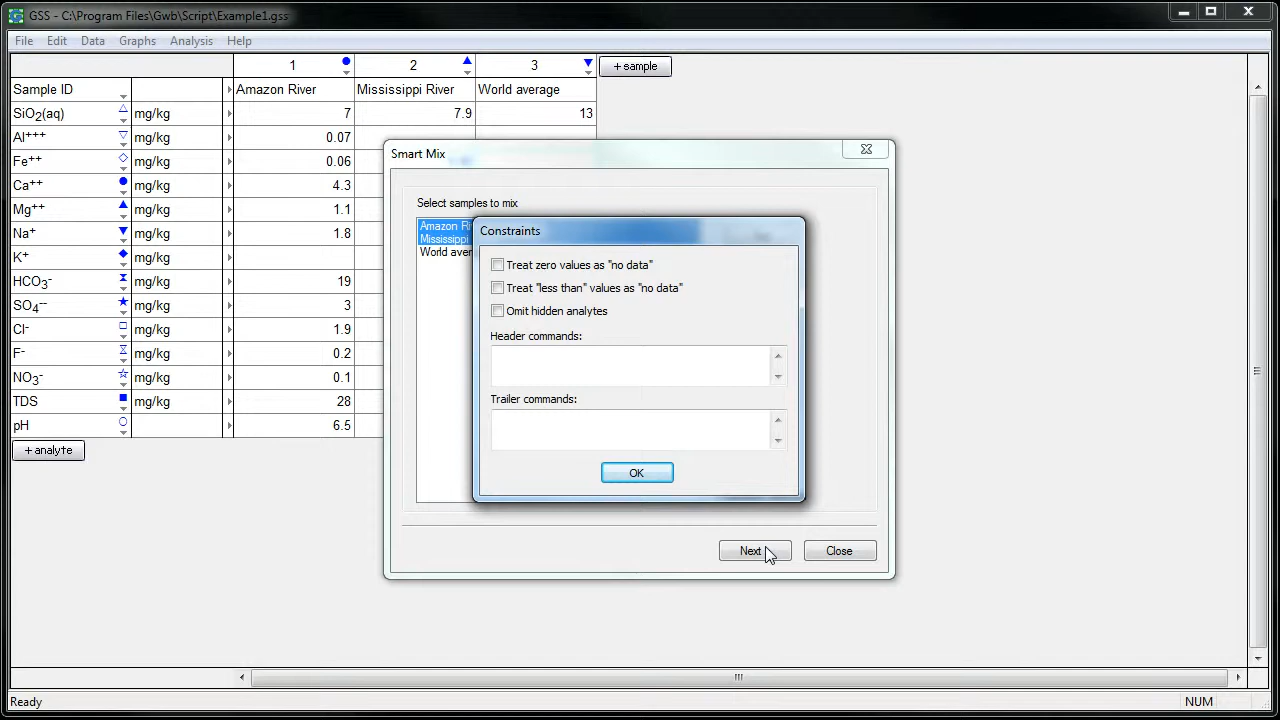 GSS - C:\Program Files\Gwb\Script\Example1.gss
File Edit Data Graphs Analysis Help
1 2 3 + sample
Sample ID Amazon River Mississippi River World average
SiO2(aq) mg/kg 7 7.9 13
Al+++ mg/kg 0.07
Fe++ mg/kg 0.06
Ca++ mg/kg 4.3
Mg++ mg/kg 1.1
Na+ mg/kg 1.8
K+ mg/kg
HCO3- mg/kg 19
SO4-- mg/kg 3
Cl- mg/kg 1.9
F- mg/kg 0.2
NO3- mg/kg 0.1
TDS mg/kg 28
pH 6.5
+ analyte
Smart Mix
Select samples to mix
Amazon Ri
Mississippi
World aver
Constraints
Treat zero values as "no data"
Treat "less than" values as "no data"
Omit hidden analytes
Header commands:
Trailer commands:
OK
Next Close
Ready NUM